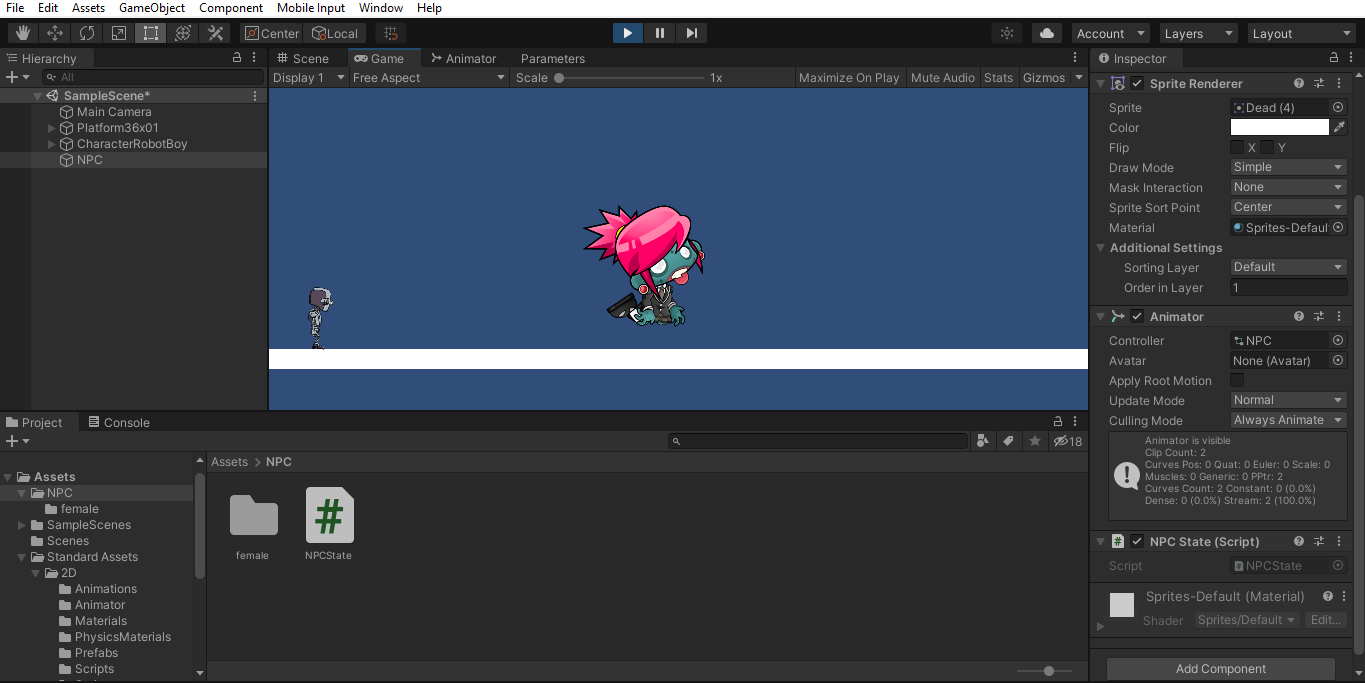 File Edit Assets GameObject Component Mobile Input Window Help
Center Local Account Layers Layout
Hierarchy
All
SampleScene*
Main Camera
Platform36x01
CharacterRobotBoy
NPC
Scene Game Animator Parameters
Display 1 Free Aspect Scale 1x Maximize On Play Mute Audio Stats Gizmos
Inspector
Sprite Renderer
Sprite Dead (4)
Color
Flip X Y
Draw Mode Simple
Mask Interaction None
Sprite Sort Point Center
Material Sprites-Defaul
Additional Settings
Sorting Layer Default
Order in Layer 1
Animator
Controller NPC
Avatar None (Avatar)
Apply Root Motion
Update Mode Normal
Culling Mode Always Animate
Animator is visible
Clip Count: 2
Curves Pos: 0 Quat: 0 Euler: 0 Scale: 0
Muscles: 0 Generic: 0 PPtr: 2
Curves Count: 2 Constant: 0 (0.0%)
Dense: 0 (0.0%) Stream: 2 (100.0%)
NPC State (Script)
Script NPCState
Sprites-Default (Material)
Shader Sprites/Default Edit...
Add Component
Project Console
18
Assets
NPC
female
SampleScenes
Scenes
Standard Assets
2D
Animations
Animator
Materials
PhysicsMaterials
Prefabs
Scripts
Assets > NPC
female NPCState